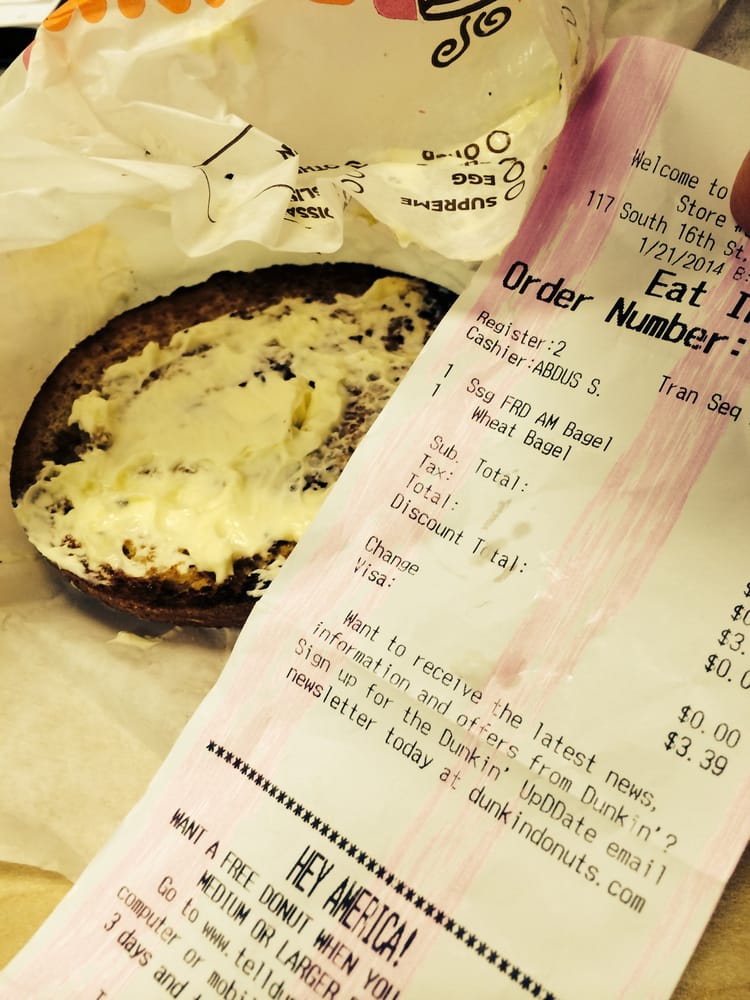 SUPREME
EGG
Welcome to
Store
117 South 16th St,
1/21/2014
Eat
Order Number:
Register:2
Tran Seq
Cashier:ABDUS S.
1 Ssg FRD AM Bagel
1 Wheat Bagel
Sub. Total:
Tax:
Total: $3.
Discount Total: $0.0
Change $0.00
Visa: $3.39
Want to receive the latest news,
information and offers from Dunkin'?
Sign up for the Dunkin' UpDDate email
newsletter today at dunkindonuts.com
HEY AMERICA!
WANT A FREE DONUT WHEN YOU
MEDIUM OR LARGER
Go to www.telldu
computer or mobi
3 days and